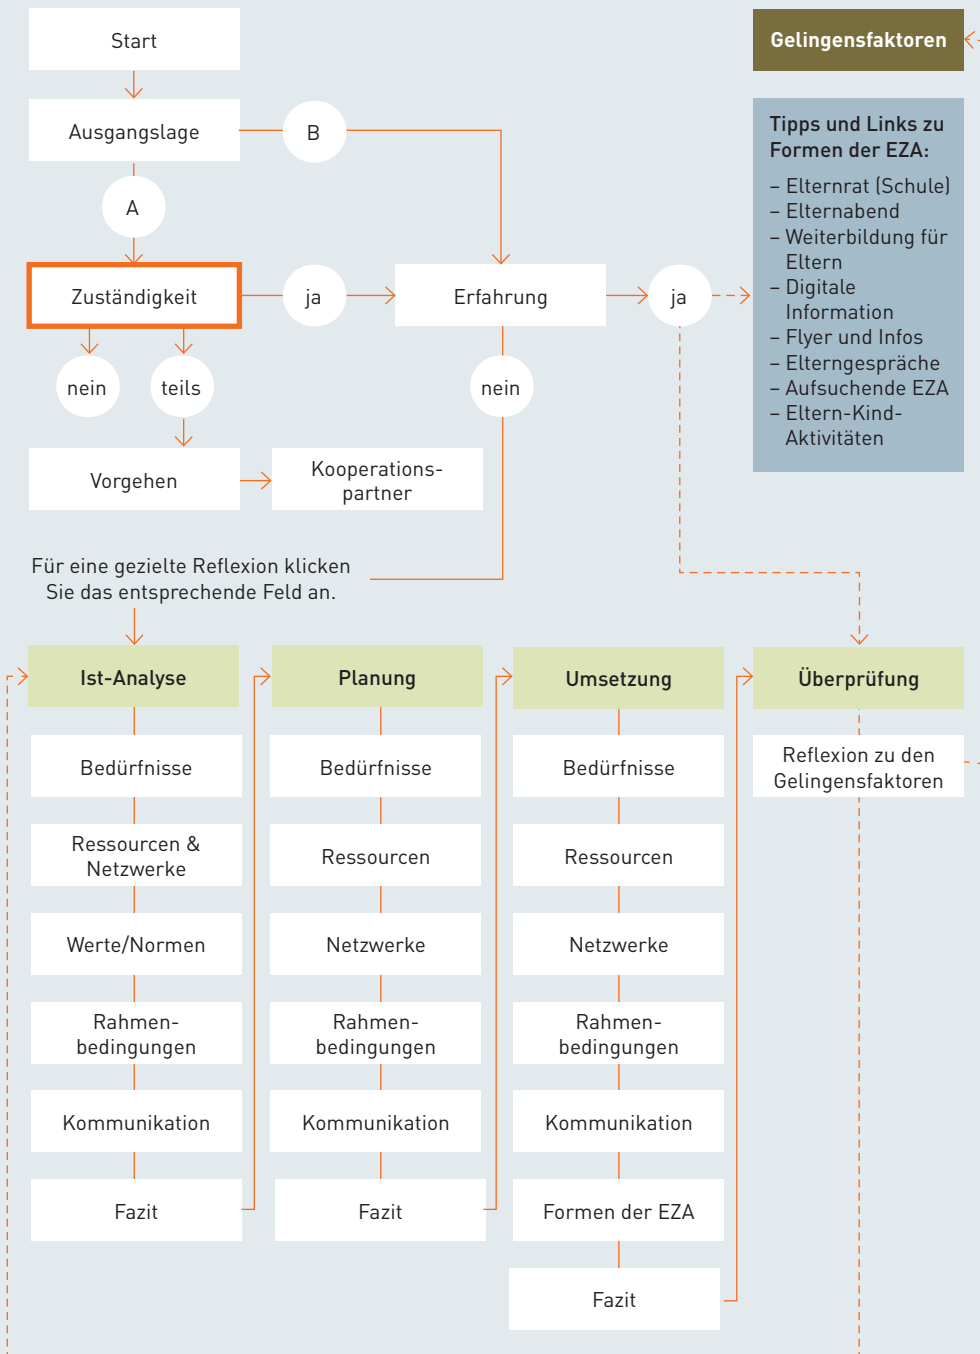 Start
Gelingensfaktoren
Ausgangslage
B
A
Tipps und Links zu
Formen der EZA:
– Elternrat (Schule)
– Elternabend
– Weiterbildung für
Eltern
– Digitale
Information
– Flyer und Infos
– Elterngespräche
– Aufsuchende EZA
– Eltern-Kind-
Aktivitäten
Zuständigkeit
ja
Erfahrung
ja
nein
teils
nein
Vorgehen
Kooperations-
partner
Für eine gezielte Reflexion klicken
Sie das entsprechende Feld an.
Ist-Analyse
Bedürfnisse
Ressourcen &
Netzwerke
Werte/Normen
Rahmen-
bedingungen
Kommunikation
Fazit
Planung
Bedürfnisse
Ressourcen
Netzwerke
Rahmen-
bedingungen
Kommunikation
Fazit
Umsetzung
Bedürfnisse
Ressourcen
Netzwerke
Rahmen-
bedingungen
Kommunikation
Formen der EZA
Fazit
Überprüfung
Reflexion zu den
Gelingensfaktoren